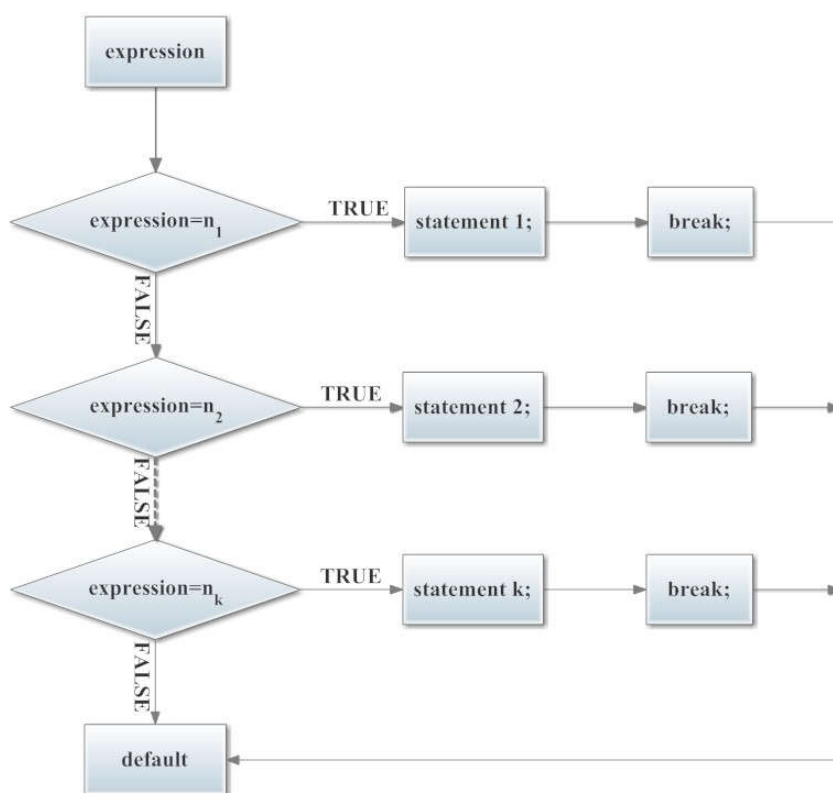 expression
expression=n1
TRUE
statement 1;
break;
FALSE
expression=n2
TRUE
statement 2;
break;
FALSE
expression=nk
TRUE
statement k;
break;
FALSE
default